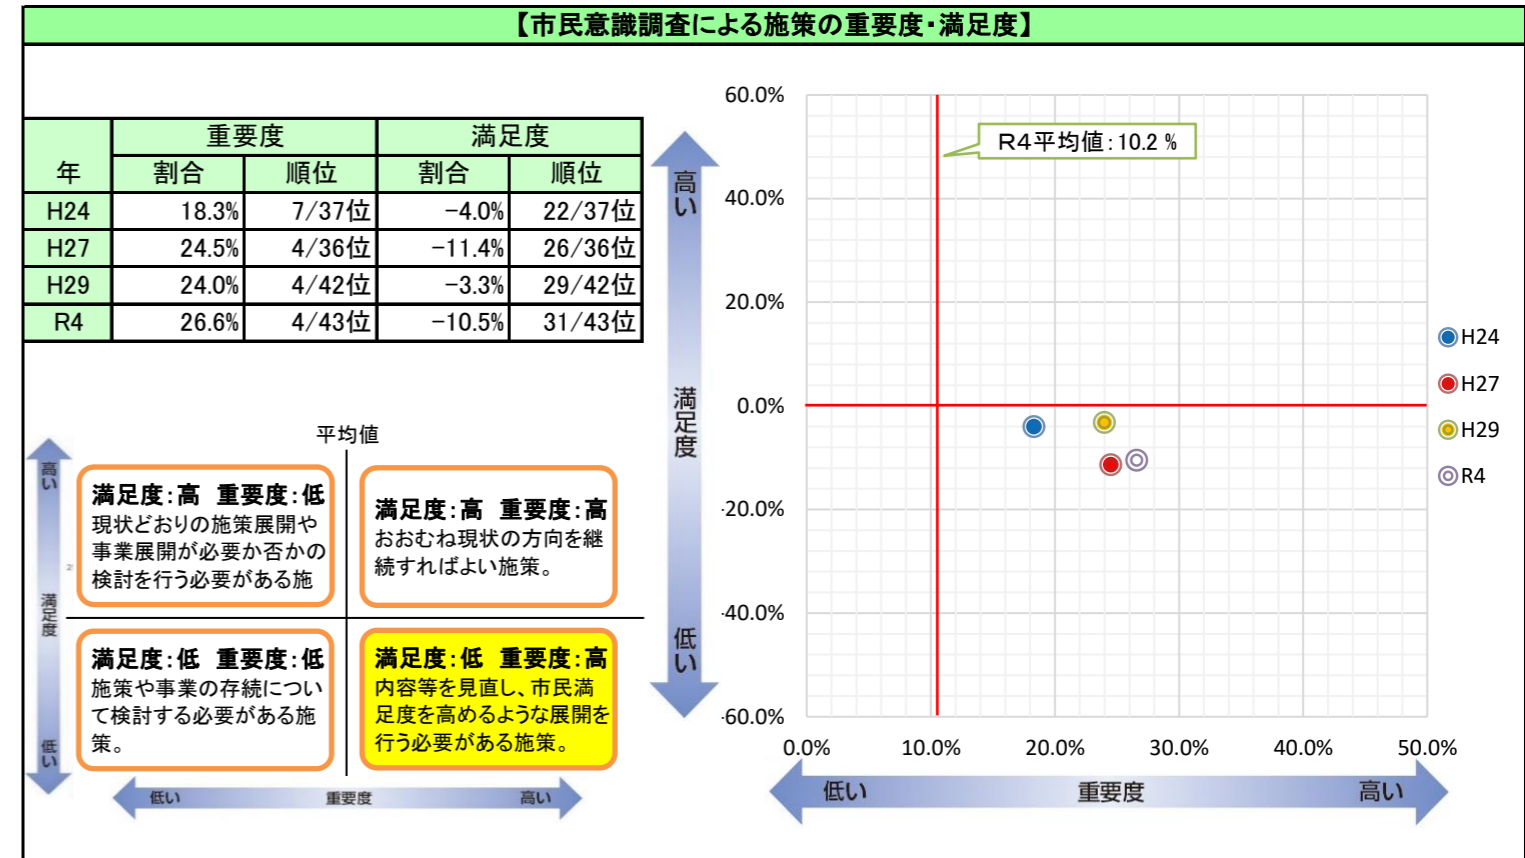 【市民意識調査による施策の重要度・満足度】
年 重要度 満足度
割合 順位 割合 順位
H24 18.3% 7/37位 −4.0% 22/37位
H27 24.5% 4/36位 −11.4% 26/36位
H29 24.0% 4/42位 −3.3% 29/42位
R4 26.6% 4/43位 −10.5% 31/43位
平均値
高い
満足度
低い
満足度：高 重要度：低
現状どおりの施策展開や
事業展開が必要か否かの
検討を行う必要がある施
満足度：高 重要度：高
おおむね現状の方向を継
続すればよい施策。
満足度：低 重要度：低
施策や事業の存続につい
て検討する必要がある施
策。
満足度：低 重要度：高
内容等を見直し、市民満
足度を高めるような展開を
行う必要がある施策。
低い 重要度 高い
高い
満足度
低い
60.0%
40.0%
20.0%
0.0%
-20.0%
-40.0%
-60.0%
R4平均値：10.2 %
0.0% 10.0% 20.0% 30.0% 40.0% 50.0%
低い 重要度 高い
H24
H27
H29
R4